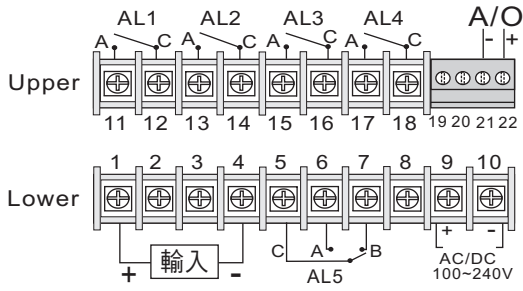 AL1 AL2 AL3 AL4 A/O
A C A C A C A C - +
Upper
11 12 13 14 15 16 17 18 19 20 21 22
1 2 3 4 5 6 7 8 9 10
Lower
+ 輸入 - C A B + -
AL5
AC/DC
100~240V